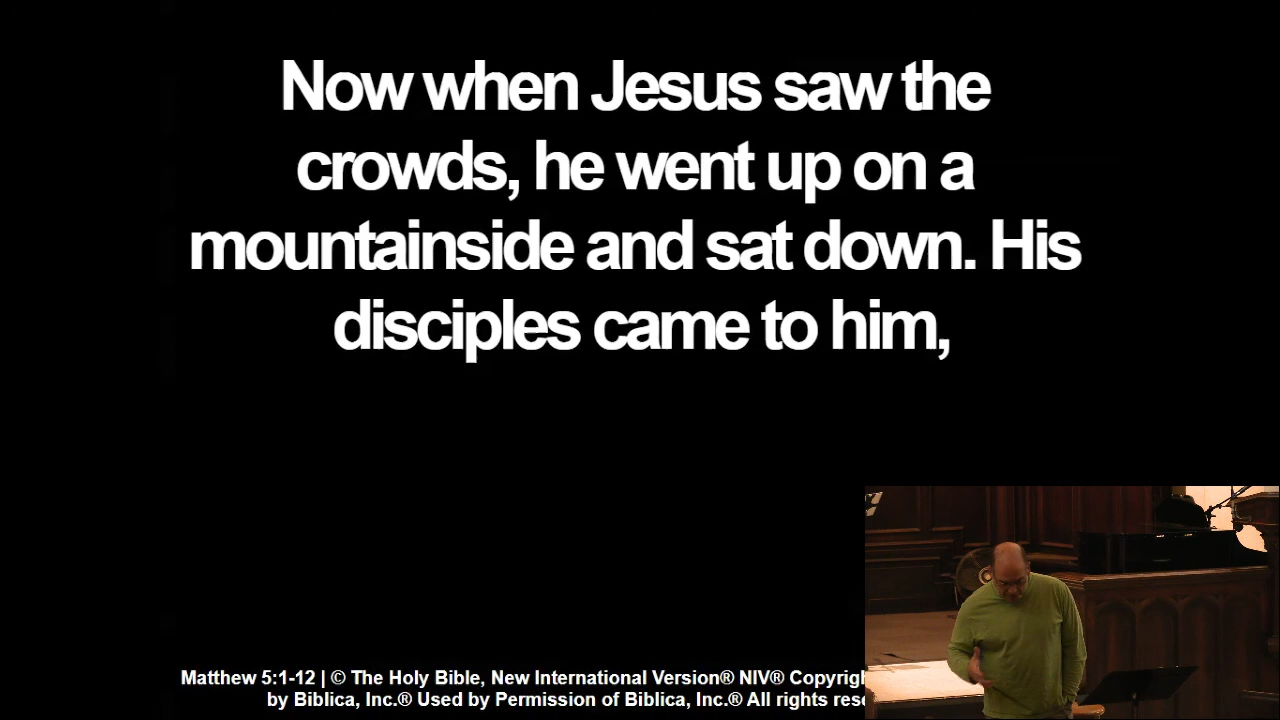 Now when Jesus saw the
crowds, he went up on a
mountainside and sat down. His
disciples came to him,
Matthew 5:1-12 | © The Holy Bible, New International Version® NIV® Copyrigh
by Biblica, Inc.® Used by Permission of Biblica, Inc.® All rights rese